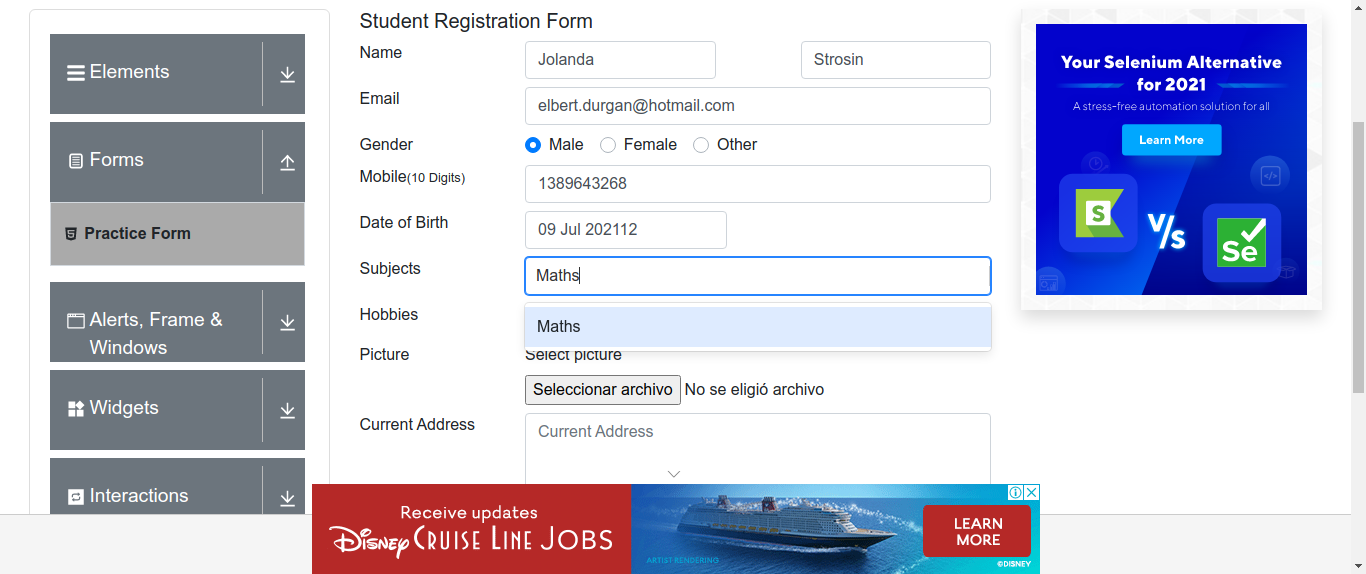 Elements
Forms
Practice Form
Alerts, Frame &
Windows
Widgets
Interactions
Student Registration Form
Name
Jolanda
Strosin
Email
elbert.durgan@hotmail.com
Gender
Male
Female
Other
Mobile(10 Digits)
1389643268
Date of Birth
09 Jul 202112
Subjects
Maths
Hobbies
Maths
Picture
Select picture
Seleccionar archivo
No se eligió archivo
Current Address
Current Address
Your Selenium Alternative
for 2021
A stress-free automation solution for all
Learn More
S
V/s
Se
Receive updates
Disney CRUISE LINE JOBS
ARTIST RENDERING
LEARN
MORE
©DISNEY